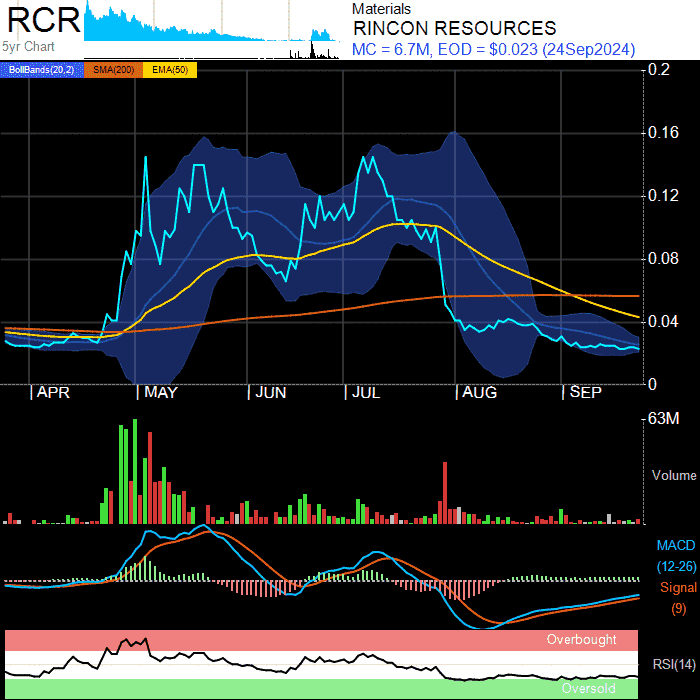 RCR
5yr Chart
Materials
RINCON RESOURCES
MC = 6.7M, EOD = $0.023 (24Sep2024)
BollBands(20,2) SMA(200) EMA(50)
0.2
0.16
0.12
0.08
0.04
0
APR MAY JUN JUL AUG SEP
63M
Volume
MACD
(12-26)
Signal
(9)
Overbought
RSI(14)
Oversold